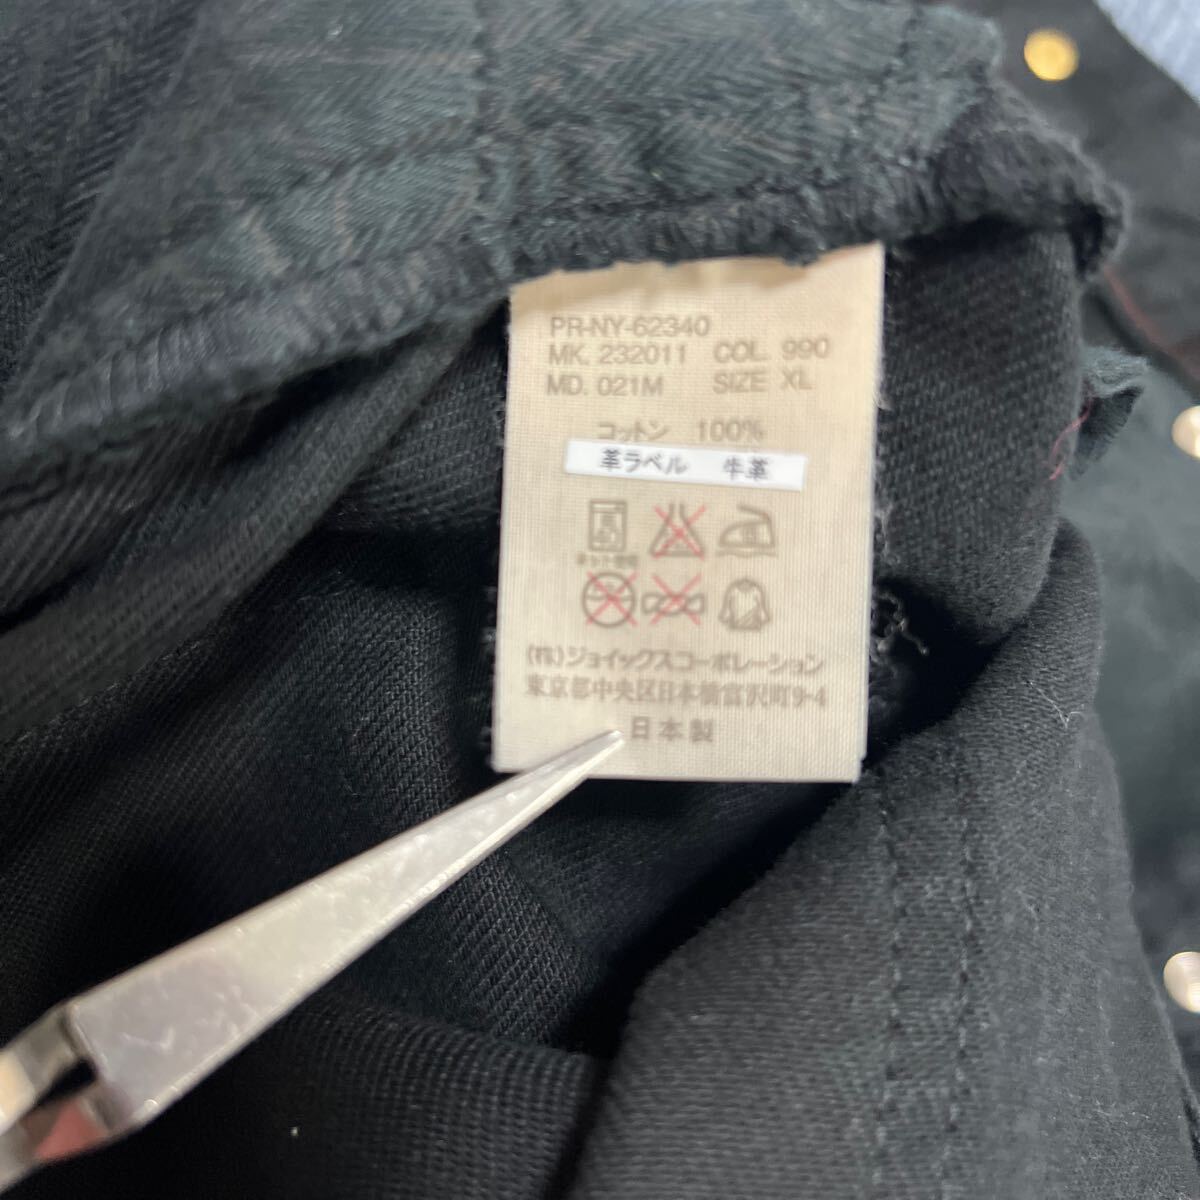 PR-NY-62340
MK. 232011 COL. 990
MD. 021M SIZE XL
コットン 100%
革ラベル 牛革
(株)ジョイックスコーポレーション
東京都中央区日本橋富沢町9-4
日本製